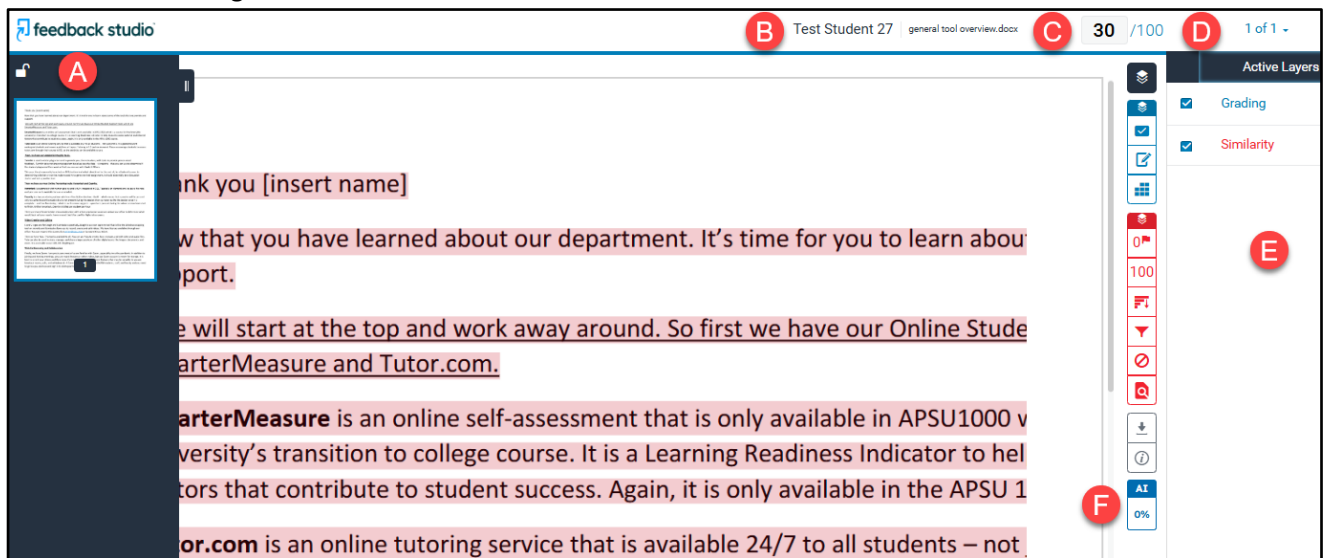 feedback studio
B
Test Student 27
general tool overview.docx
C
30 /100
D
1 of 1
A
Active Layers
Grading
Similarity
E
ank you [insert name]
w that you have learned about our department. It's time for you to learn about
port.
e will start at the top and work away around. So first we have our Online Stude
arterMeasure and Tutor.com.
arterMeasure is an online self-assessment that is only available in APSU1000 w
versity's transition to college course. It is a Learning Readiness Indicator to hel
tors that contribute to student success. Again, it is only available in the APSU 1
or.com is an online tutoring service that is available 24/7 to all students – not
1
0
100
AI
0%
F